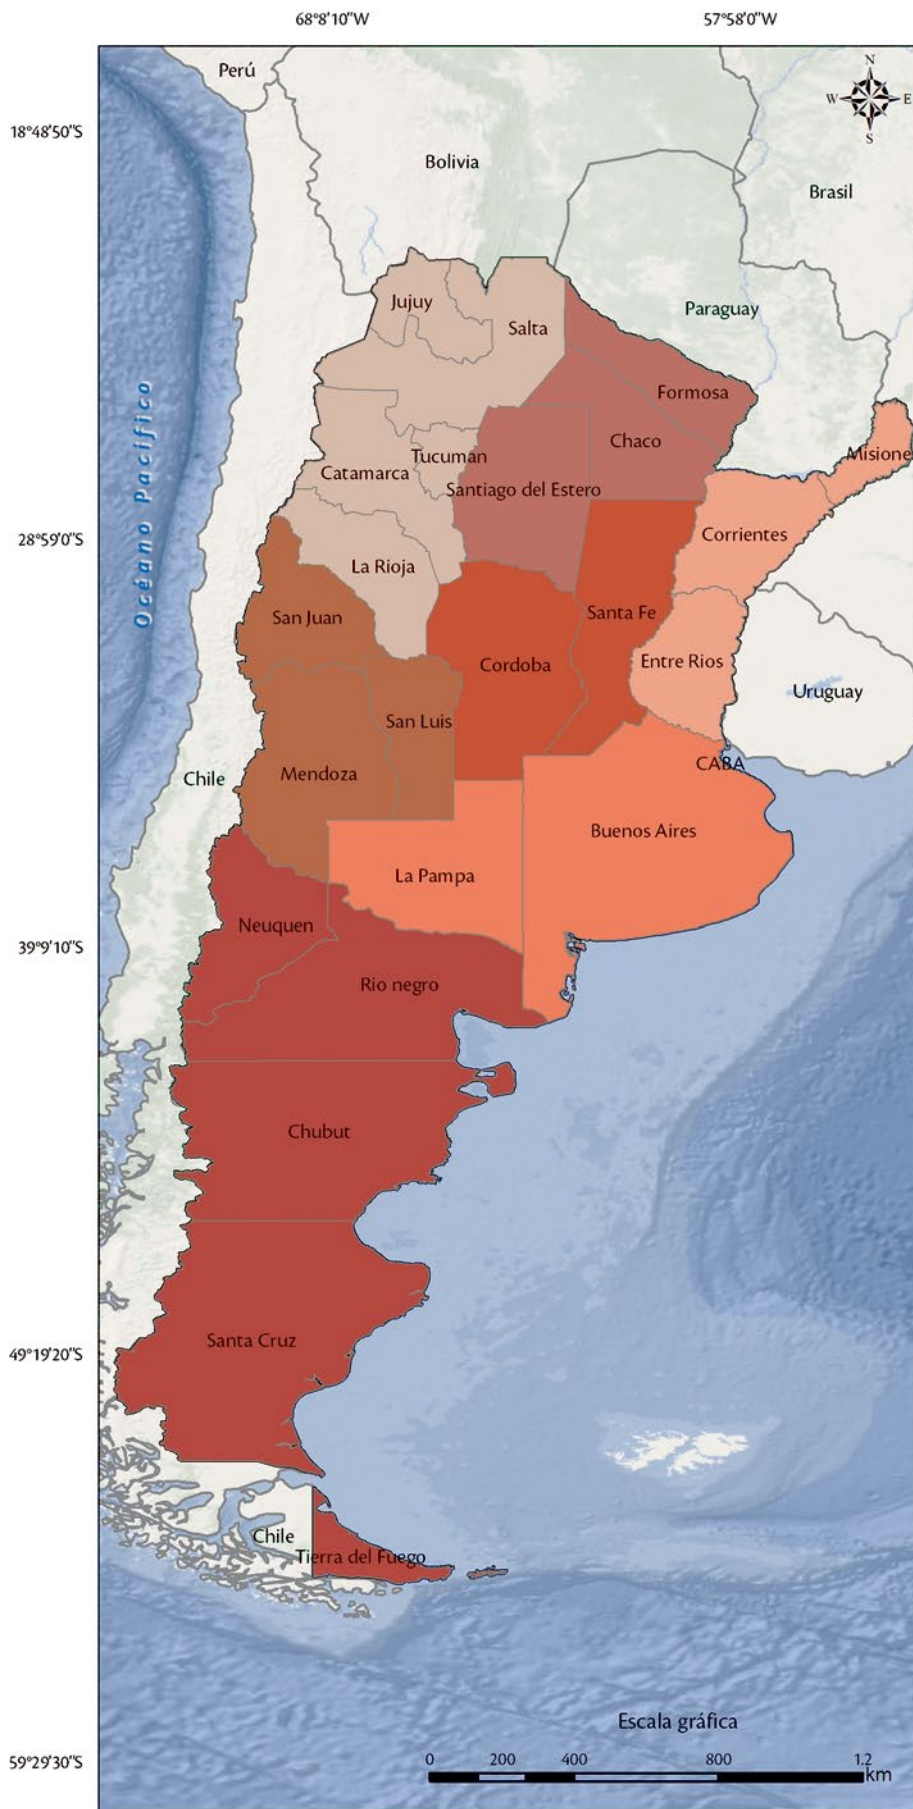 68°8'10"W
57°58'0"W
Perú
N
W
E
S
18°48'50"S
Bolivia
Brasil
Jujuy
Salta
Paraguay
Formosa
Chaco
Misione
Tucuman
Catamarca
Santiago del Estero
Corrientes
28°59'0"S
Océano Pacifico
La Rioja
San Juan
Santa Fe
Entre Rios
Cordoba
Uruguay
San Luis
CABA
Mendoza
Chile
Buenos Aires
La Pampa
Neuquen
39°9'10"S
Rio negro
Chubut
Santa Cruz
49°19'20"S
Chile
Tierra del Fuego
Escala gráfica
59°29'30"S
0 200 400 800 1.2
km